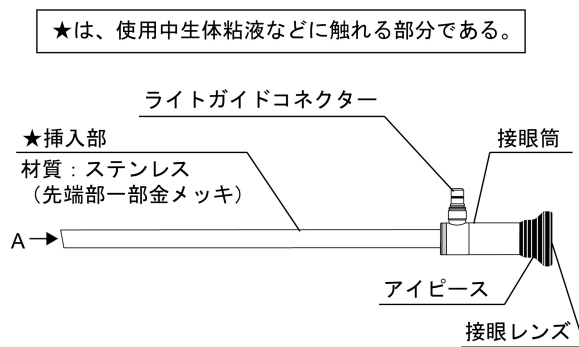 ★は、使用中生体粘液などに触れる部分である。
ライトガイドコネクター
★挿入部
接眼筒
材質：ステンレス
（先端部一部金メッキ）
A
アイピース
接眼レンズ